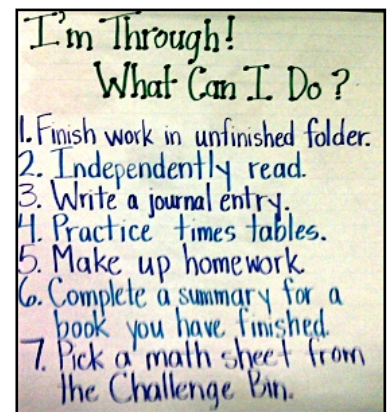 I'm Through!
What Can I Do?
1. Finish work in unfinished folder.
2. Independently read.
3. Write a journal entry.
4. Practice times tables.
5. Make up homework
6. Complete a summary for a
book you have finished.
7. Pick a math sheet from
the Challenge Bin.